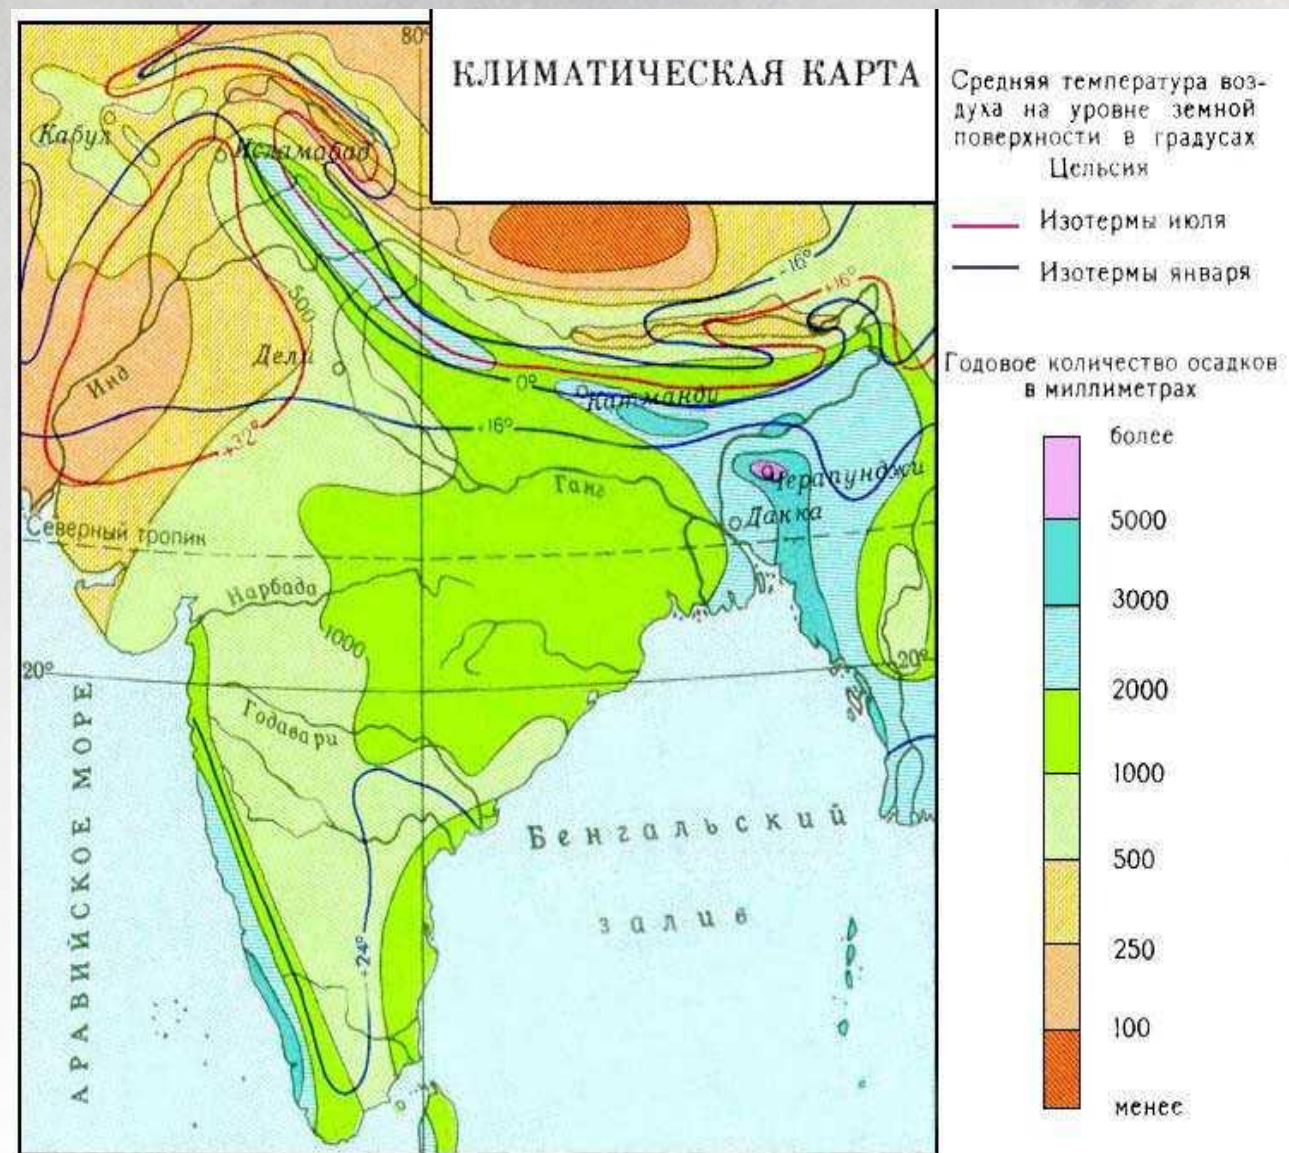 КЛИМАТИЧЕСКАЯ КАРТА
Средняя температура воз-
духа на уровне земной
поверхности в градусах
Цельсия
Изотермы июля
Изотермы января
Годовое количество осадков
в миллиметрах
более
5000
3000
2000
1000
500
250
100
менее
80°
Кабул
Исламабад
-16°
+16°
500
Дели
Инд
0°
Катманду
+32°
+16°
Ганг
Черапунджи
Дакка
Северный тропик
Нарбада
1000
20°
20°
Годавари
АРАВИЙСКОЕ МОРЕ
Бенгальский
залив
+24°